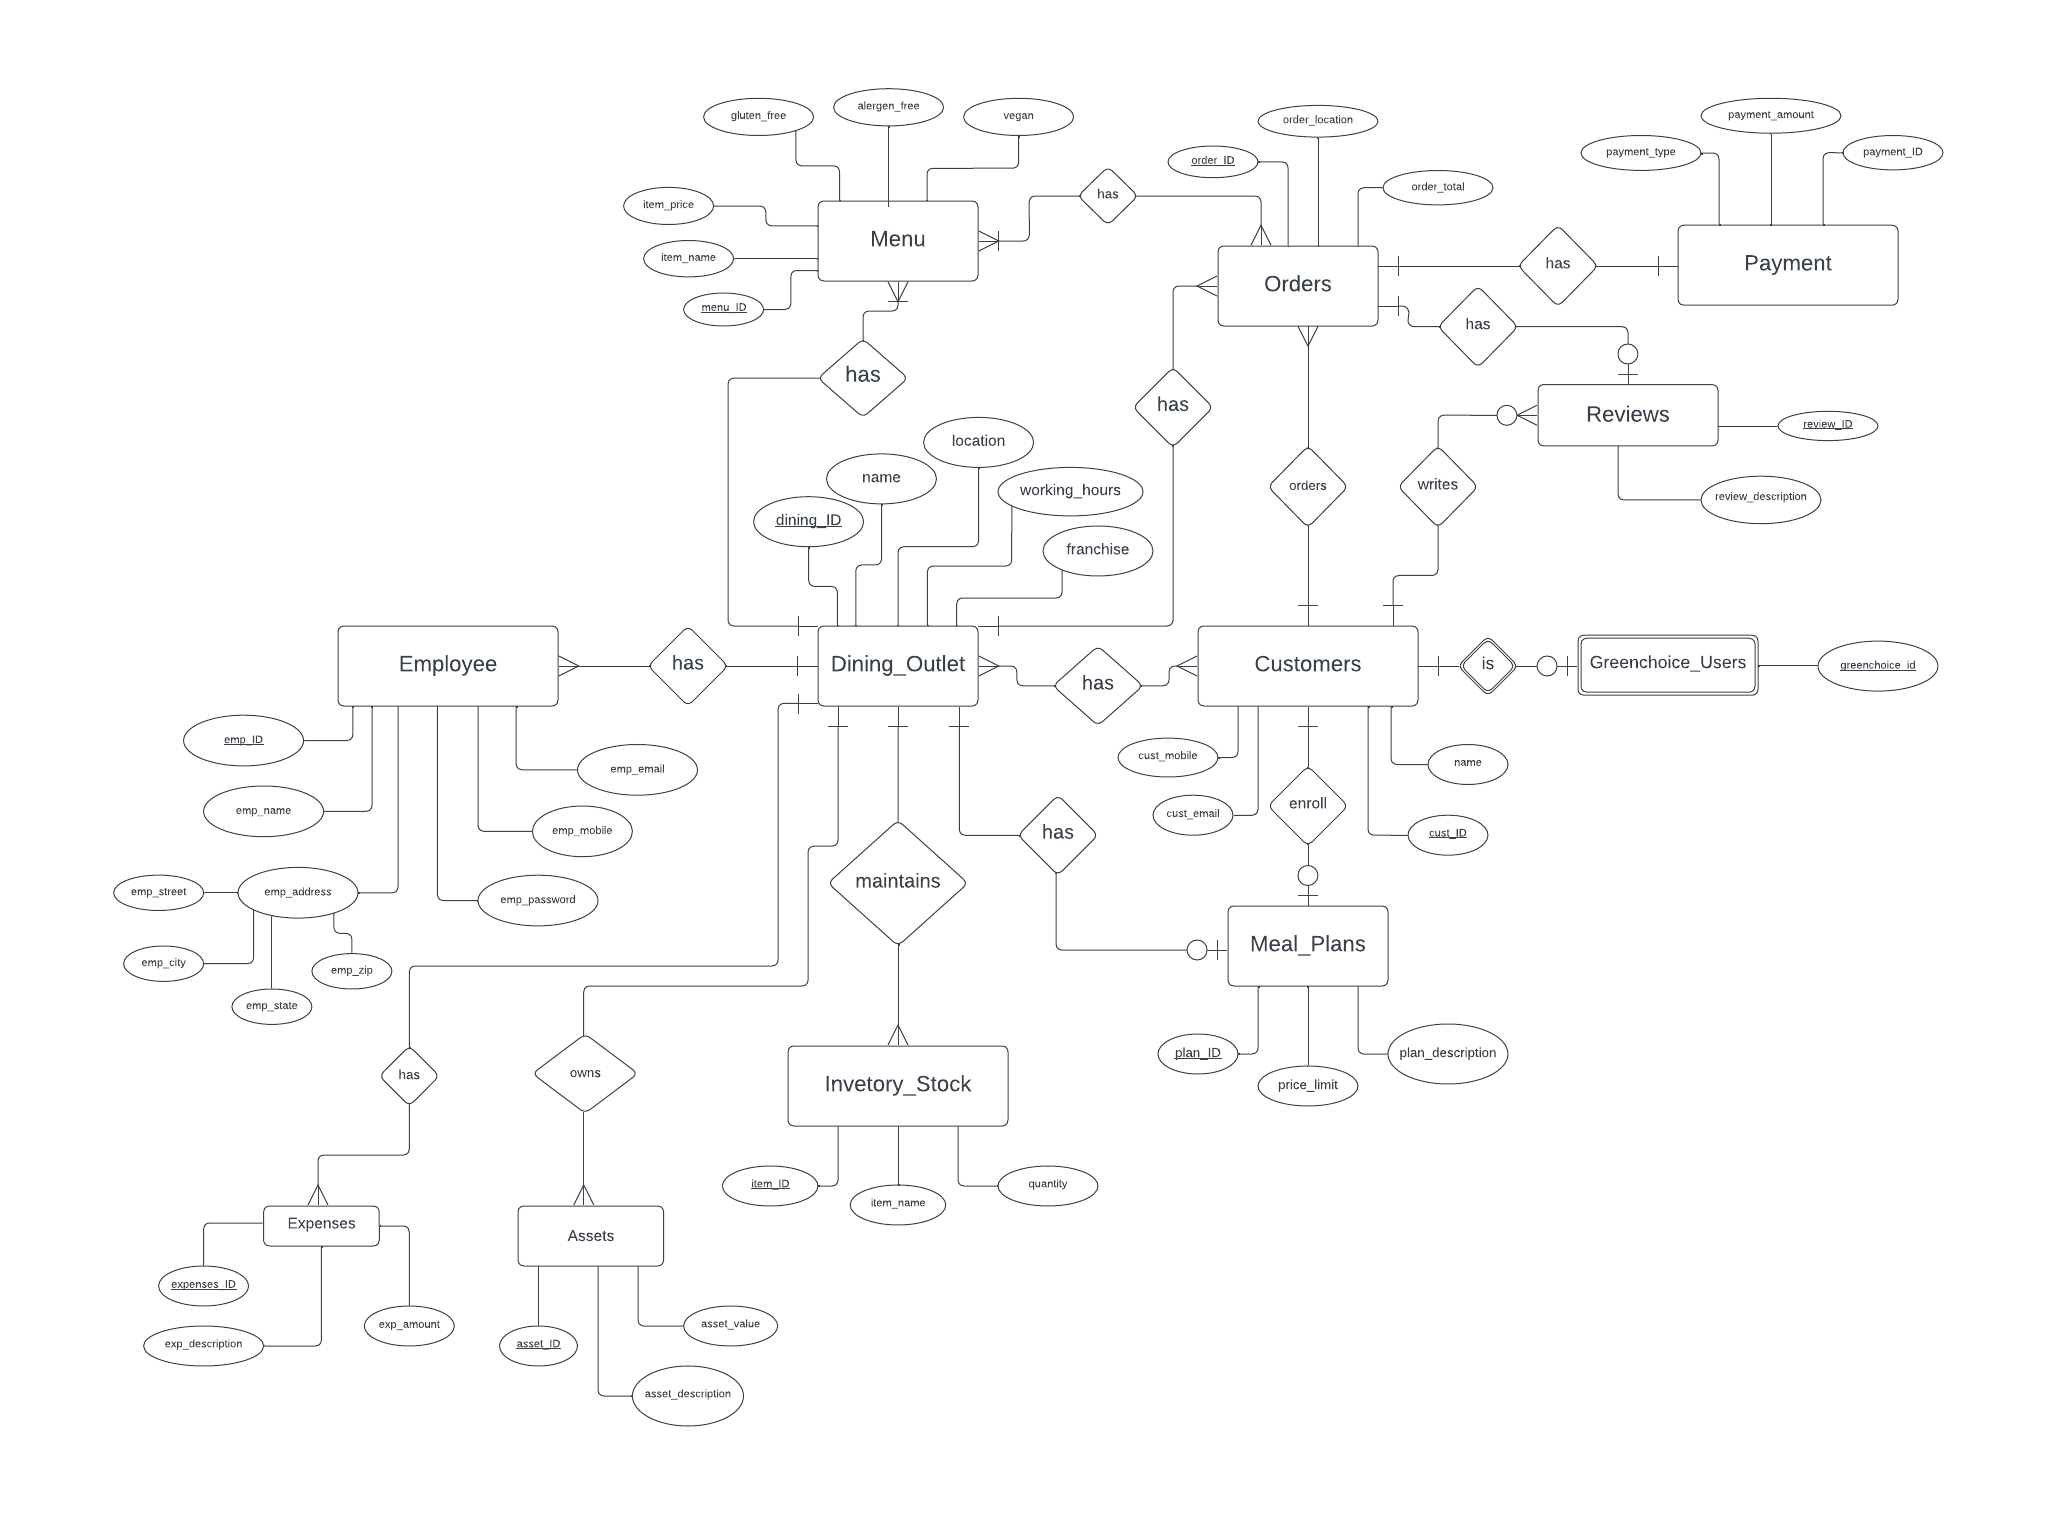 gluten_free
alergen_free
vegan
item_price
item_name
menu_ID
Menu
has
order_ID
order_location
order_total
Orders
payment_type
payment_amount
payment_ID
has
Payment
has
has
has
orders
writes
Reviews
review_ID
review_description
dining_ID
name
location
working_hours
franchise
Employee
has
Dining_Outlet
has
Customers
is
Greenchoice_Users
greenchoice_id
emp_ID
emp_name
emp_street
emp_address
emp_city
emp_state
emp_zip
emp_email
emp_mobile
emp_password
maintains
has
cust_mobile
cust_email
enroll
name
cust_ID
Meal_Plans
plan_ID
price_limit
plan_description
has
owns
Invetory_Stock
item_ID
item_name
quantity
Expenses
expenses_ID
exp_description
exp_amount
Assets
asset_ID
asset_value
asset_description